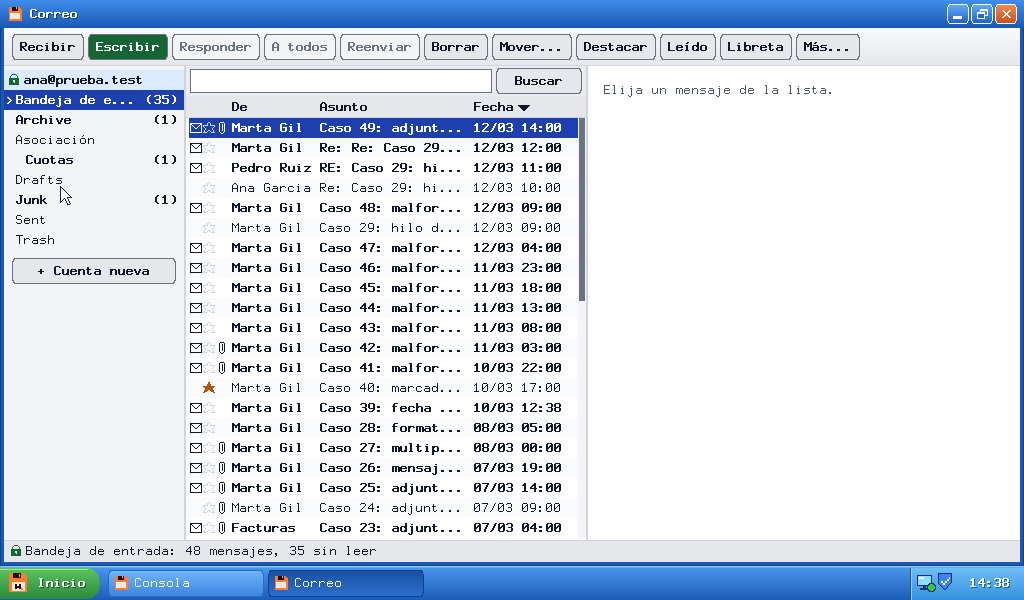 Correo
Recibir Escribir Responder A todos Reenviar Borrar Mover... Destacar Leído Libreta Más...
ana@prueba.test
>Bandeja de e... (35)
Archive (1)
Asociación
Cuotas (1)
Drafts
Junk (1)
Sent
Trash
+ Cuenta nueva
Buscar
De Asunto Fecha
Marta Gil Caso 49: adjunt... 12/03 14:00
Marta Gil Re: Re: Caso 29... 12/03 12:00
Pedro Ruiz RE: Caso 29: hi... 12/03 11:00
Ana Garcia Re: Caso 29: hi... 12/03 10:00
Marta Gil Caso 48: malfor... 12/03 09:00
Marta Gil Caso 29: hilo d... 12/03 09:00
Marta Gil Caso 47: malfor... 12/03 04:00
Marta Gil Caso 46: malfor... 11/03 23:00
Marta Gil Caso 45: malfor... 11/03 18:00
Marta Gil Caso 44: malfor... 11/03 13:00
Marta Gil Caso 43: malfor... 11/03 08:00
Marta Gil Caso 42: malfor... 11/03 03:00
Marta Gil Caso 41: malfor... 10/03 22:00
Marta Gil Caso 40: marcad... 10/03 17:00
Marta Gil Caso 39: fecha ... 10/03 12:38
Marta Gil Caso 28: format... 08/03 05:00
Marta Gil Caso 27: multip... 08/03 00:00
Marta Gil Caso 26: mensaj... 07/03 19:00
Marta Gil Caso 25: adjunt... 07/03 14:00
Marta Gil Caso 24: adjunt... 07/03 09:00
Facturas Caso 23: adjunt... 07/03 04:00
Elija un mensaje de la lista.
Bandeja de entrada: 48 mensajes, 35 sin leer
Inicio Consola Correo 14:38